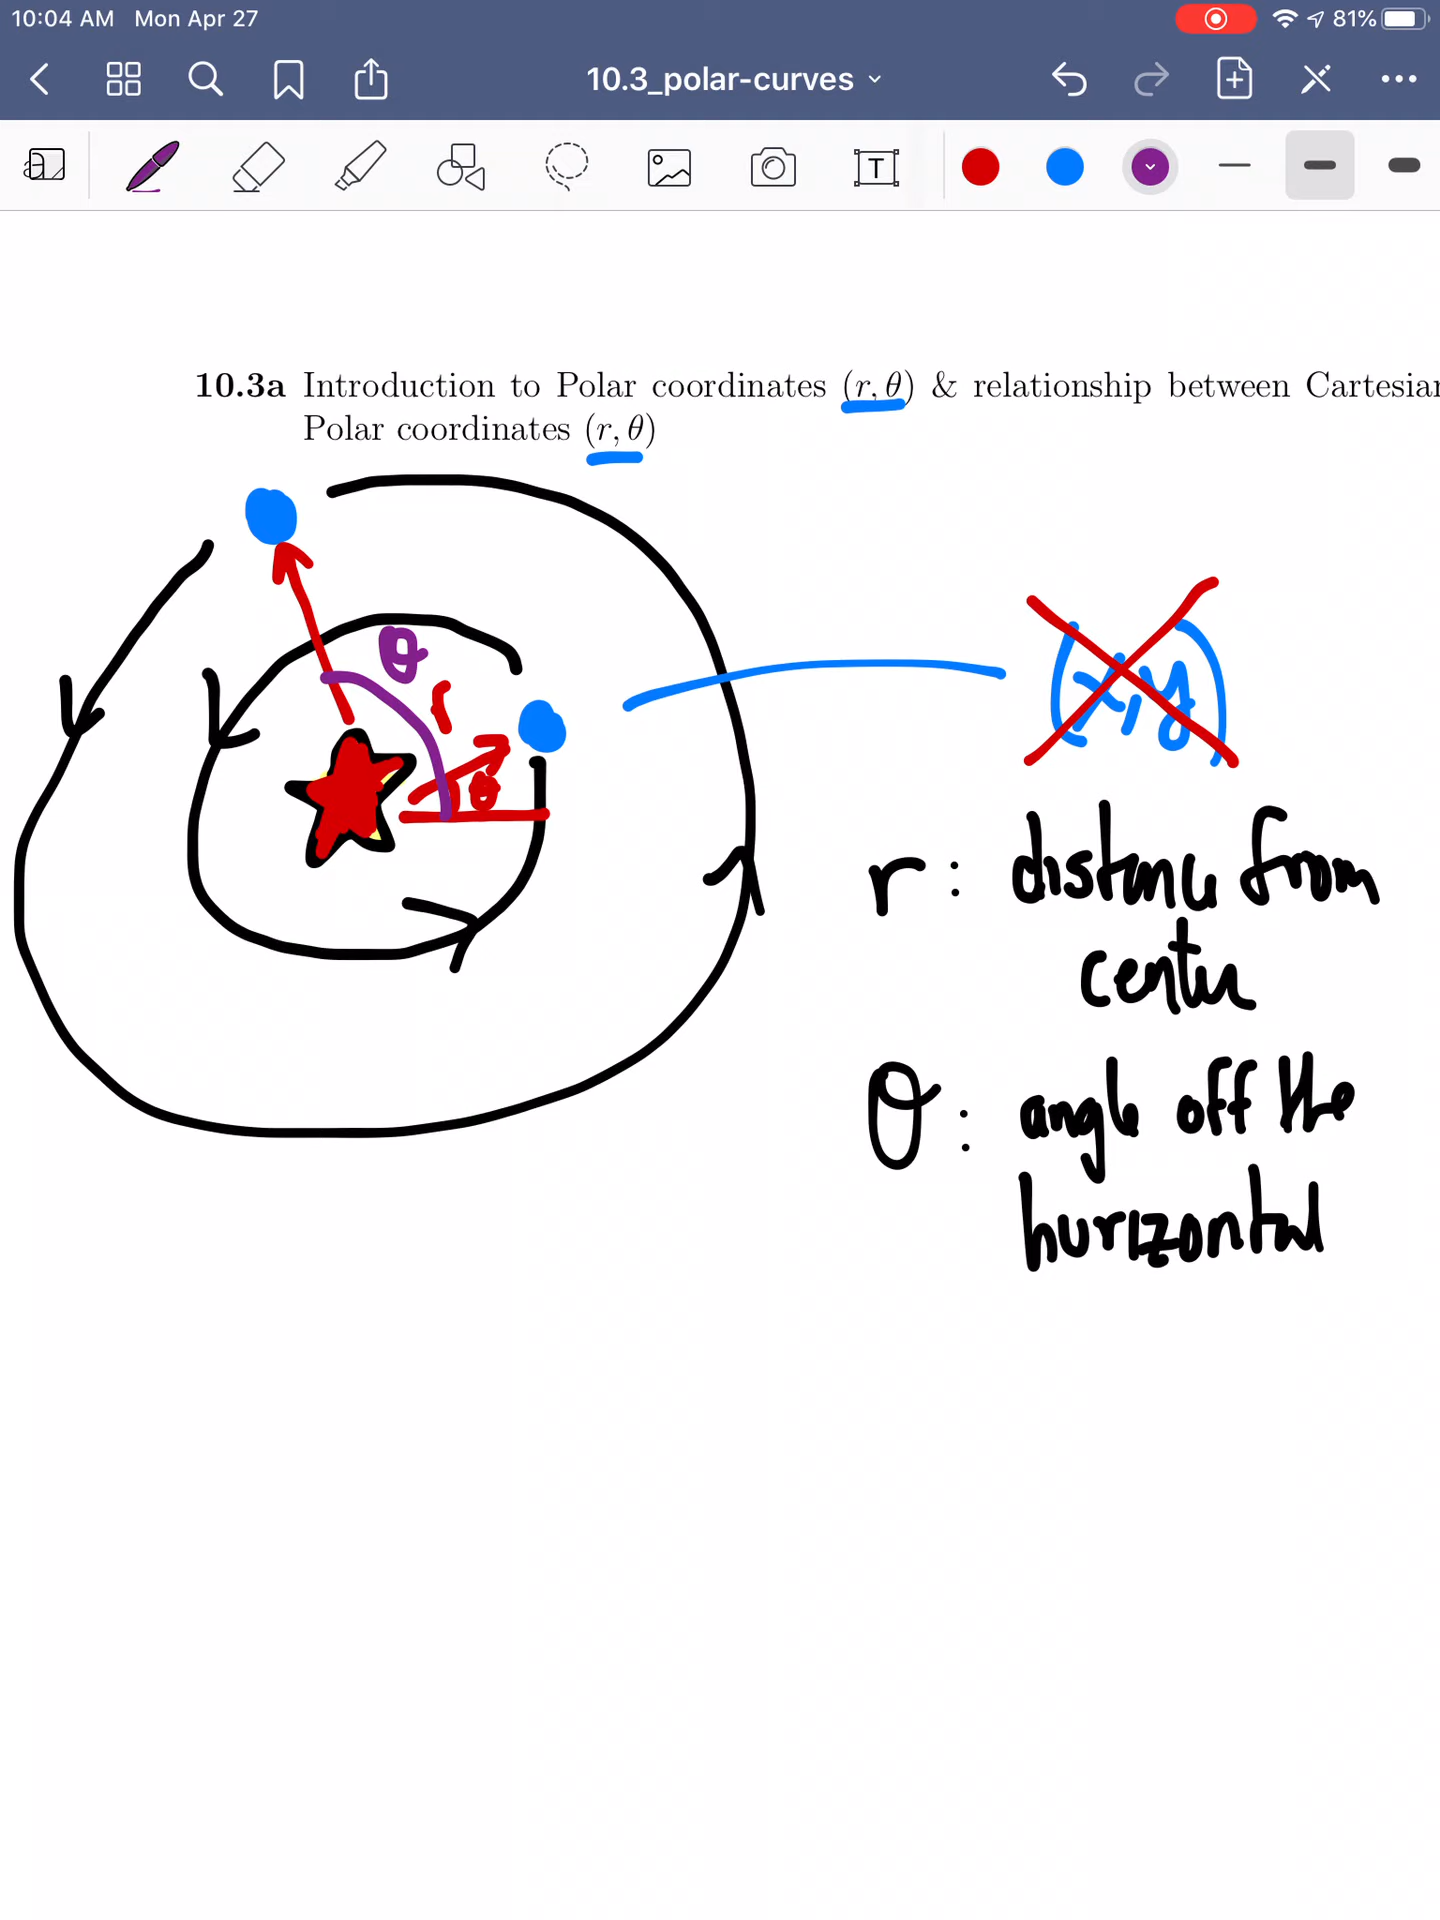 10:04 AM Mon Apr 27
81%
10.3_polar-curves
a
T
10.3a Introduction to Polar coordinates (r, θ) & relationship between Cartesian
Polar coordinates (r, θ)
θ
r
θ
(x,y)
r: distance from
center
θ: angle off the
horizontal